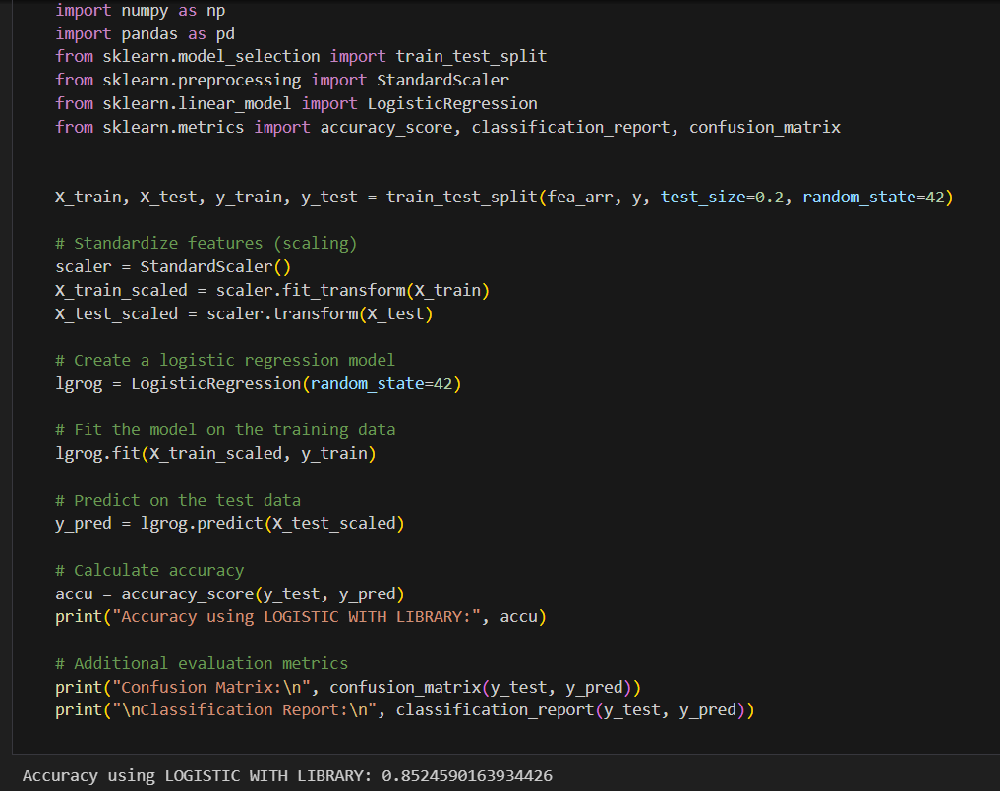 import numpy as np
import pandas as pd
from sklearn.model_selection import train_test_split
from sklearn.preprocessing import StandardScaler
from sklearn.linear_model import LogisticRegression
from sklearn.metrics import accuracy_score, classification_report, confusion_matrix
X_train, X_test, y_train, y_test = train_test_split(fea_arr, y, test_size=0.2, random_state=42)
# Standardize features (scaling)
scaler = StandardScaler()
X_train_scaled = scaler.fit_transform(X_train)
X_test_scaled = scaler.transform(X_test)
# Create a logistic regression model
lgrog = LogisticRegression(random_state=42)
# Fit the model on the training data
lgrog.fit(X_train_scaled, y_train)
# Predict on the test data
y_pred = lgrog.predict(X_test_scaled)
# Calculate accuracy
accu = accuracy_score(y_test, y_pred)
print("Accuracy using LOGISTIC WITH LIBRARY:", accu)
# Additional evaluation metrics
print("Confusion Matrix:\n", confusion_matrix(y_test, y_pred))
print("\nClassification Report:\n", classification_report(y_test, y_pred))
Accuracy using LOGISTIC WITH LIBRARY: 0.8524590163934426